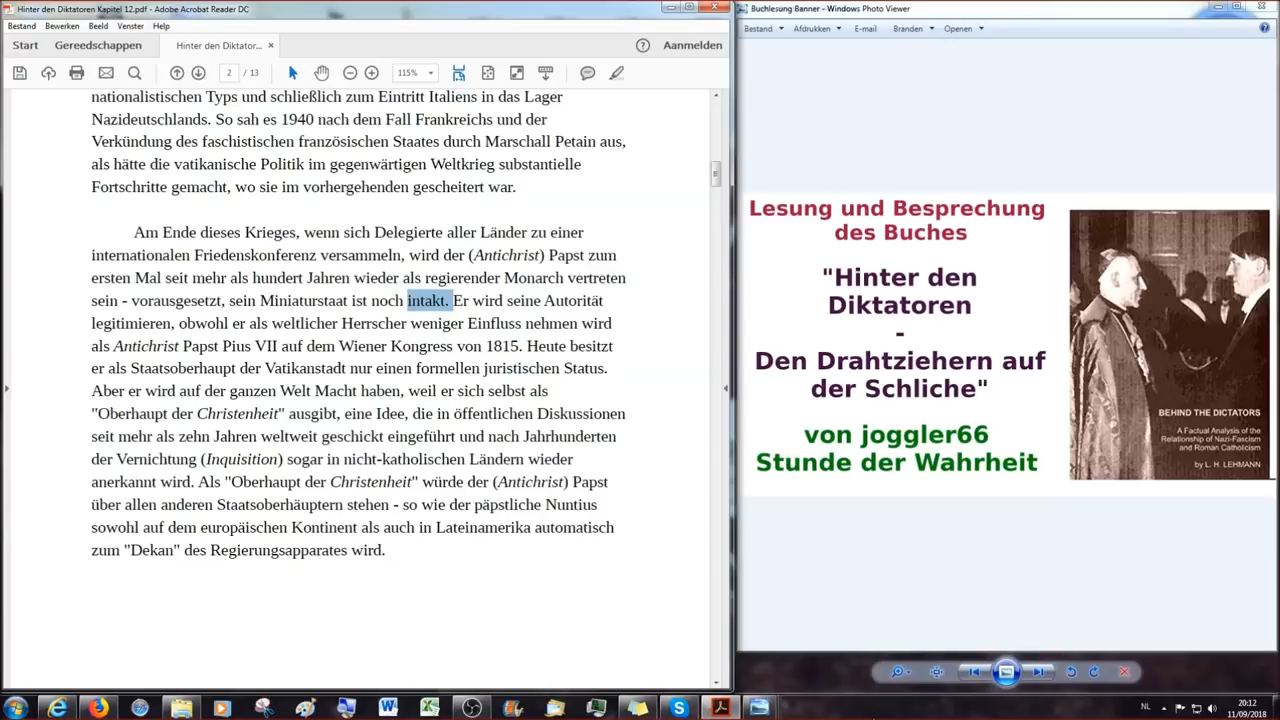 Hinter den Diktatoren Kapitel 12.pdf - Adobe Acrobat Reader DC
Bestand Bewerken Beeld Venster Help
Start Gereedschappen Hinter den Diktator... × Aanmelden
2 / 13 115%
nationalistischen Typs und schließlich zum Eintritt Italiens in das Lager
Nazideutschlands. So sah es 1940 nach dem Fall Frankreichs und der
Verkündung des faschistischen französischen Staates durch Marschall Petain aus,
als hätte die vatikanische Politik im gegenwärtigen Weltkrieg substantielle
Fortschritte gemacht, wo sie im vorhergehenden gescheitert war.
Am Ende dieses Krieges, wenn sich Delegierte aller Länder zu einer
internationalen Friedenskonferenz versammeln, wird der (Antichrist) Papst zum
ersten Mal seit mehr als hundert Jahren wieder als regierender Monarch vertreten
sein - vorausgesetzt, sein Miniaturstaat ist noch intakt. Er wird seine Autorität
legitimieren, obwohl er als weltlicher Herrscher weniger Einfluss nehmen wird
als Antichrist Papst Pius VII auf dem Wiener Kongress von 1815. Heute besitzt
er als Staatsoberhaupt der Vatikanstadt nur einen formellen juristischen Status.
Aber er wird auf der ganzen Welt Macht haben, weil er sich selbst als
"Oberhaupt der Christenheit" ausgibt, eine Idee, die in öffentlichen Diskussionen
seit mehr als zehn Jahren weltweit geschickt eingeführt und nach Jahrhunderten
der Vernichtung (Inquisition) sogar in nicht-katholischen Ländern wieder
anerkannt wird. Als "Oberhaupt der Christenheit" würde der (Antichrist) Papst
über allen anderen Staatsoberhäuptern stehen - so wie der päpstliche Nuntius
sowohl auf dem europäischen Kontinent als auch in Lateinamerika automatisch
zum "Dekan" des Regierungsapparates wird.
Buchlesung Banner - Windows Photo Viewer
Bestand Afdrukken E-mail Branden Openen
Lesung und Besprechung
des Buches
"Hinter den
Diktatoren
-
Den Drahtziehern auf
der Schliche"
von joggler66
Stunde der Wahrheit
BEHIND THE DICTATORS
A Factual Analysis of the
Relationship of Nazi-Fascism
and Roman Catholicism
by L. H. LEHMANN
NL
20:12
11/09/2018